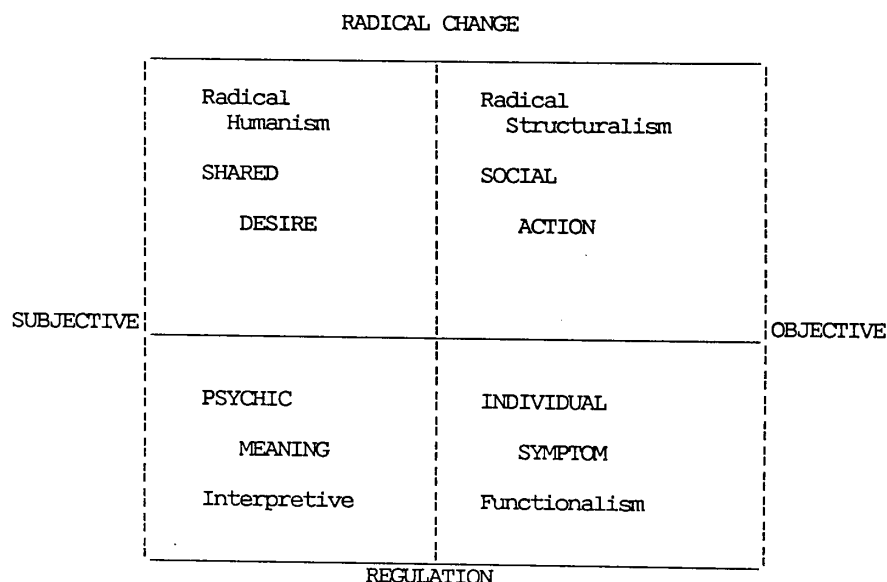 RADICAL CHANGE
Radical Radical
Humanism Structuralism
SHARED SOCIAL
DESIRE ACTION
SUBJECTIVE OBJECTIVE
PSYCHIC INDIVIDUAL
MEANING SYMPTOM
Interpretive Functionalism
REGULATION